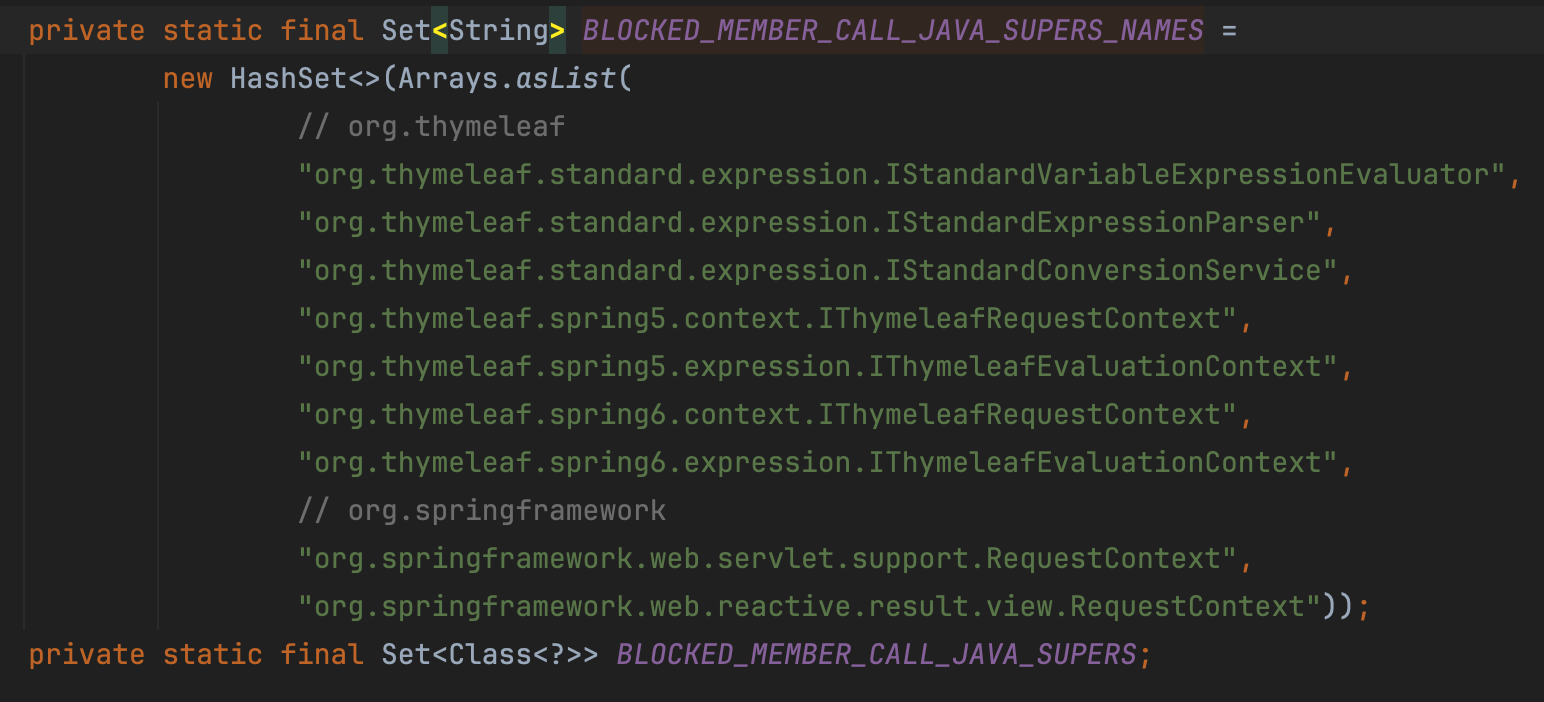 private static final Set<String> BLOCKED_MEMBER_CALL_JAVA_SUPERS_NAMES =
new HashSet<>(Arrays.asList(
// org.thymeleaf
"org.thymeleaf.standard.expression.IStandardVariableExpressionEvaluator",
"org.thymeleaf.standard.expression.IStandardExpressionParser",
"org.thymeleaf.standard.expression.IStandardConversionService",
"org.thymeleaf.spring5.context.IThymeleafRequestContext",
"org.thymeleaf.spring5.expression.IThymeleafEvaluationContext",
"org.thymeleaf.spring6.context.IThymeleafRequestContext",
"org.thymeleaf.spring6.expression.IThymeleafEvaluationContext",
// org.springframework
"org.springframework.web.servlet.support.RequestContext",
"org.springframework.web.reactive.result.view.RequestContext"));
private static final Set<Class<?>> BLOCKED_MEMBER_CALL_JAVA_SUPERS;